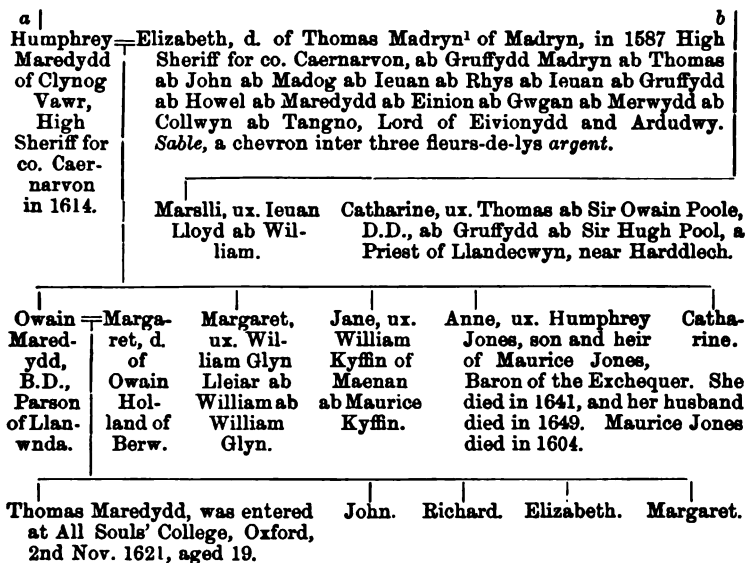 a b
Humphrey=Elizabeth, d. of Thomas Madryn¹ of Madryn, in 1587 High
Maredydd
of Clynog
Vawr,
High
Sheriff for
co. Caer-
narvon
in 1614.
Sheriff for co. Caernarvon, ab Gruffydd Madryn ab Thomas
ab John ab Madog ab Ieuan ab Rhys ab Ieuan ab Gruffydd
ab Howel ab Maredydd ab Einion ab Gwgan ab Merwydd ab
Collwyn ab Tangno, Lord of Eivionydd and Ardudwy.
Sable, a chevron inter three fleurs-de-lys argent.
Marslli, ux. Ieuan
Lloyd ab Wil-
liam.
Catharine, ux. Thomas ab Sir Owain Poole,
D.D., ab Gruffydd ab Sir Hugh Pool, a
Priest of Llandecwyn, near Harddlech.
Owain
Mared-
ydd,
B.D.,
Parson
of Llan-
wnda.
=Marga-
ret, d.
of
Owain
Hol-
land of
Berw.
Margaret,
ux. Wil-
liam Glyn
Lleiar ab
William ab
William
Glyn.
Jane, ux.
William
Kyffin of
Maenan
ab Maurice
Kyffin.
Anne, ux. Humphrey
Jones, son and heir
of Maurice Jones,
Baron of the Exchequer. She
died in 1641, and her husband
died in 1649. Maurice Jones
died in 1604.
Catha-
rine.
Thomas Maredydd, was entered
at All Souls' College, Oxford,
2nd Nov. 1621, aged 19.
John. Richard. Elizabeth. Margaret.